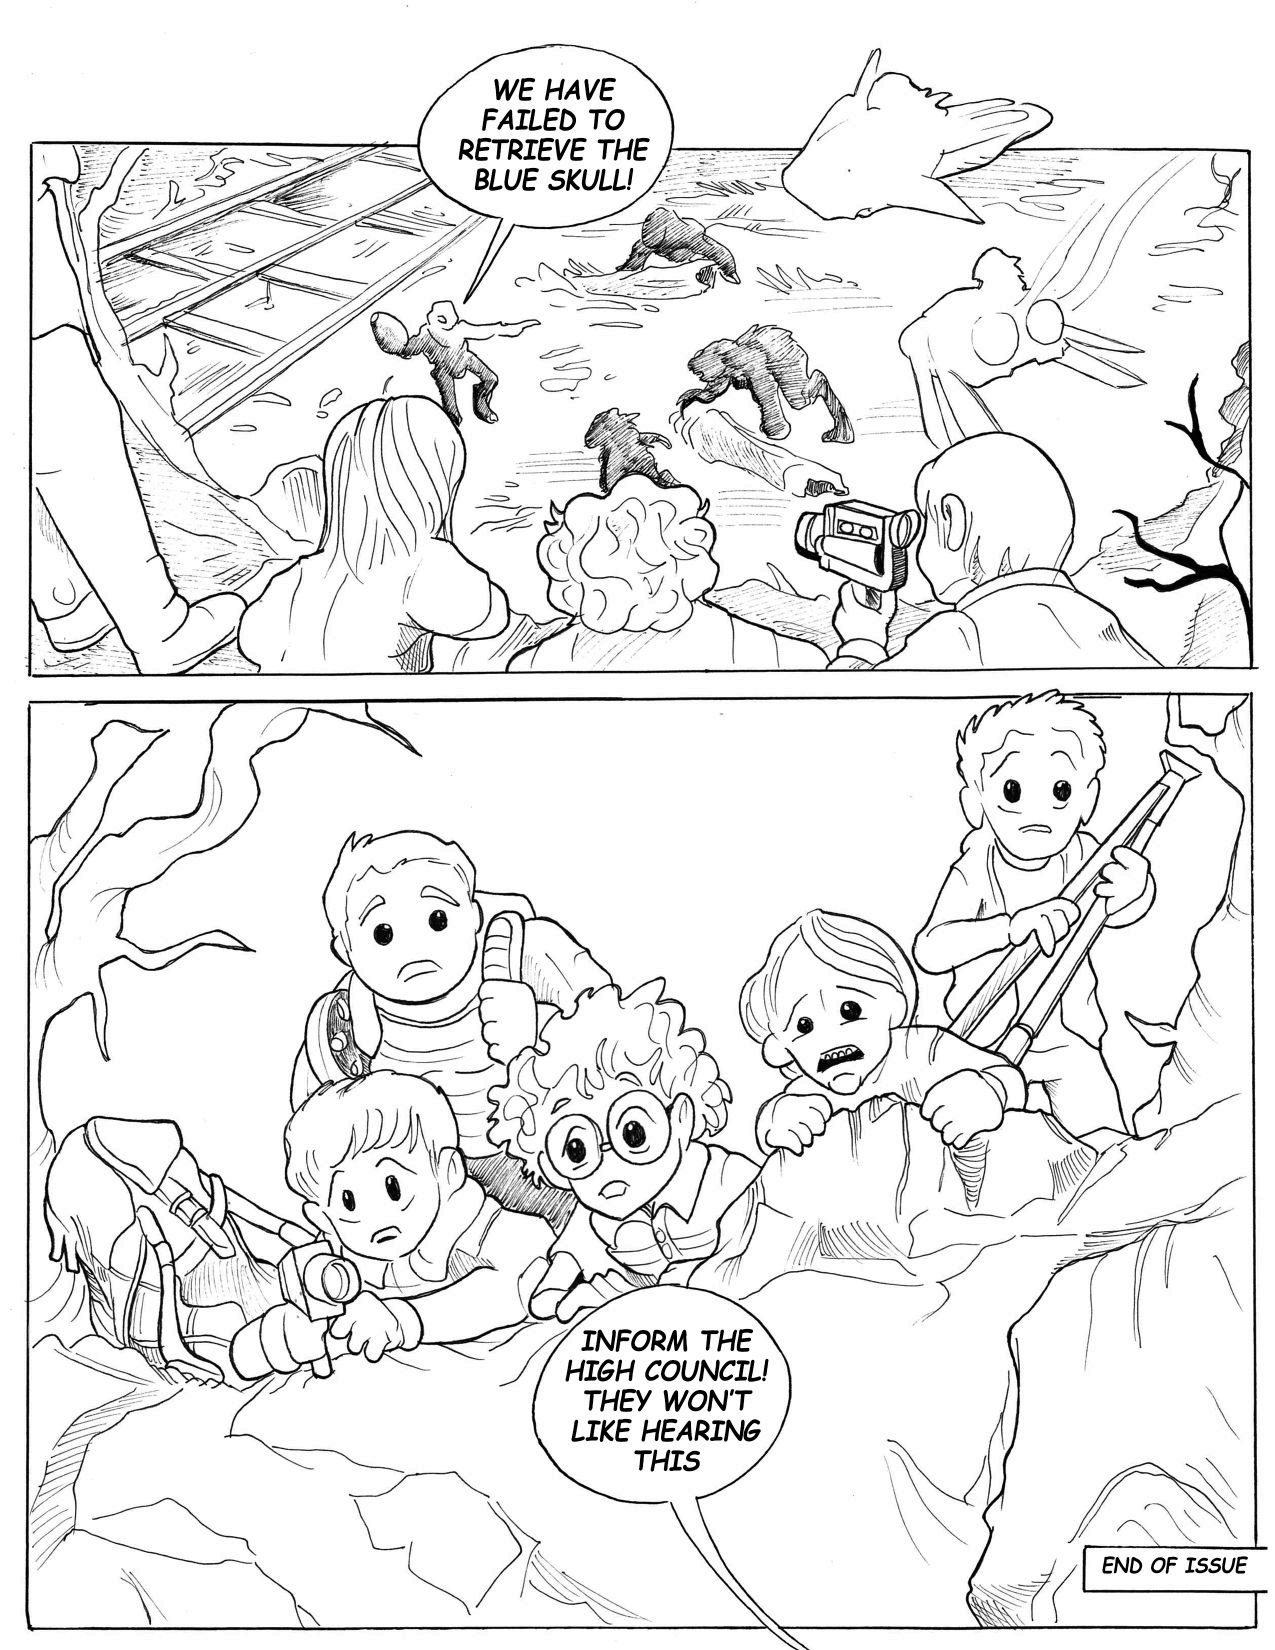 WE HAVE
FAILED TO
RETRIEVE THE
BLUE SKULL!
INFORM THE
HIGH COUNCIL!
THEY WON'T
LIKE HEARING
THIS
END OF ISSUE